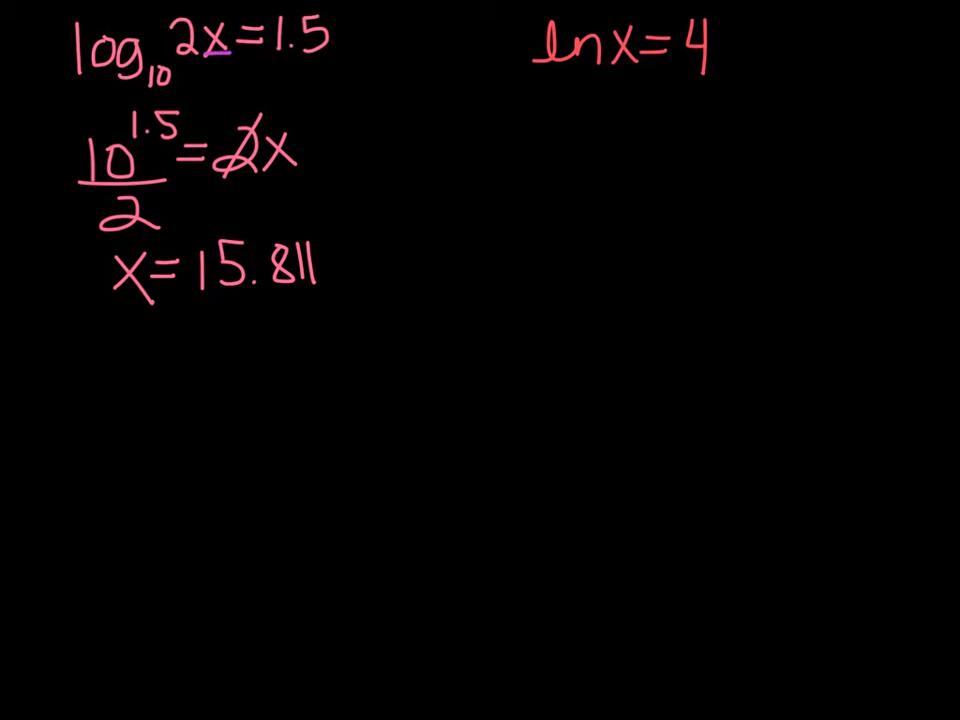 log₁₀ 2x = 1.5
10^1.5 / 2 = 2x
x = 15.811
ln x = 4